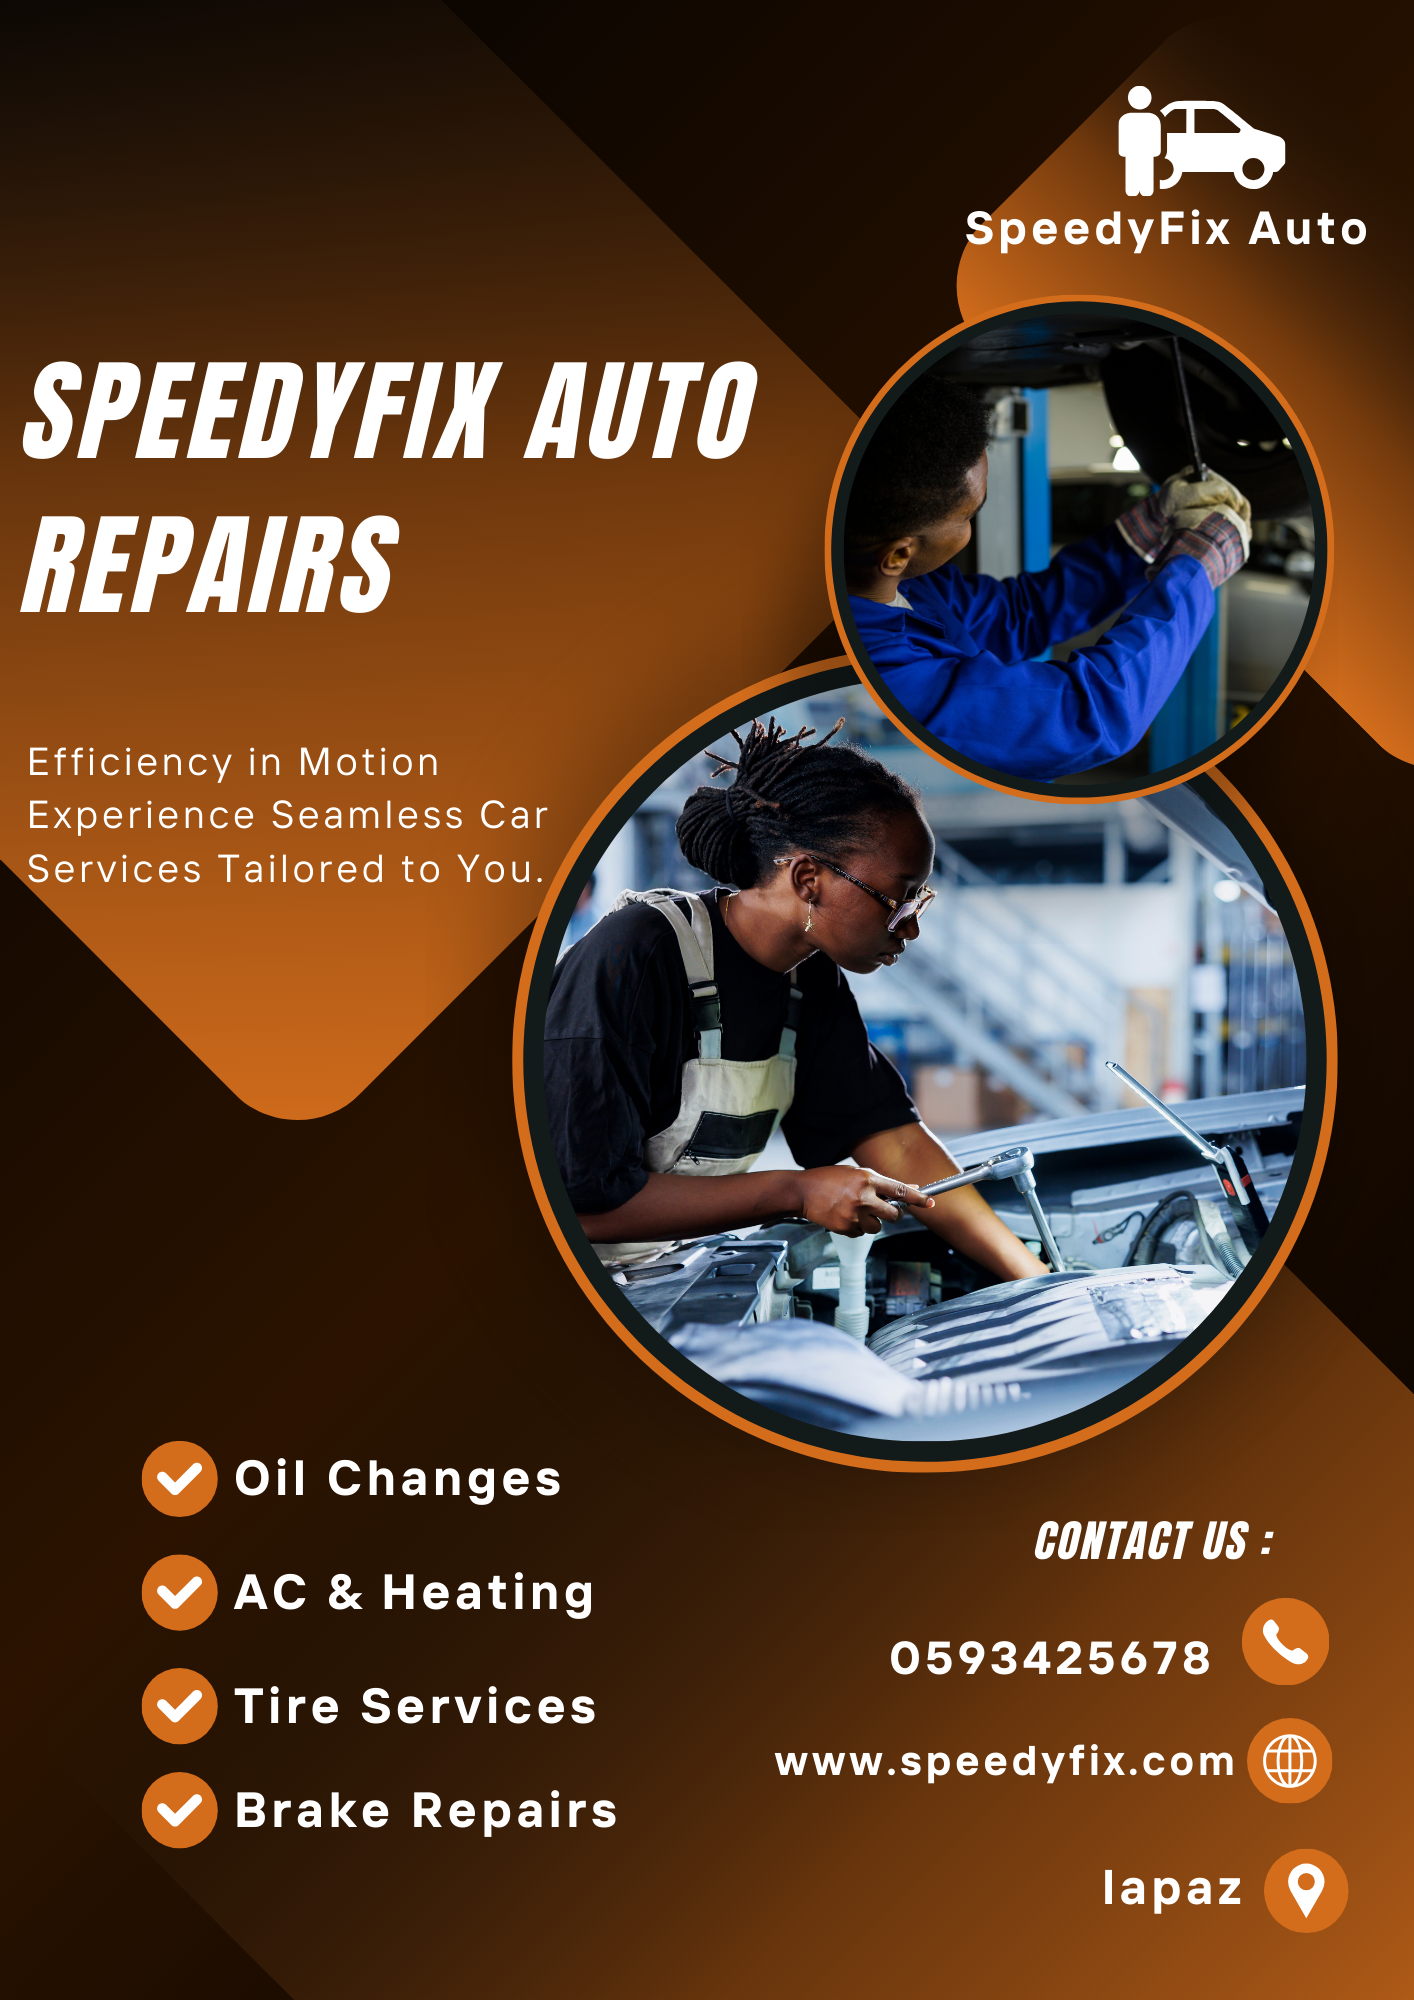 SpeedyFix Auto
SPEEDYFIX AUTO
REPAIRS
Efficiency in Motion
Experience Seamless Car
Services Tailored to You.
Oil Changes
AC & Heating
Tire Services
Brake Repairs
CONTACT US :
0593425678
www.speedyfix.com
lapaz